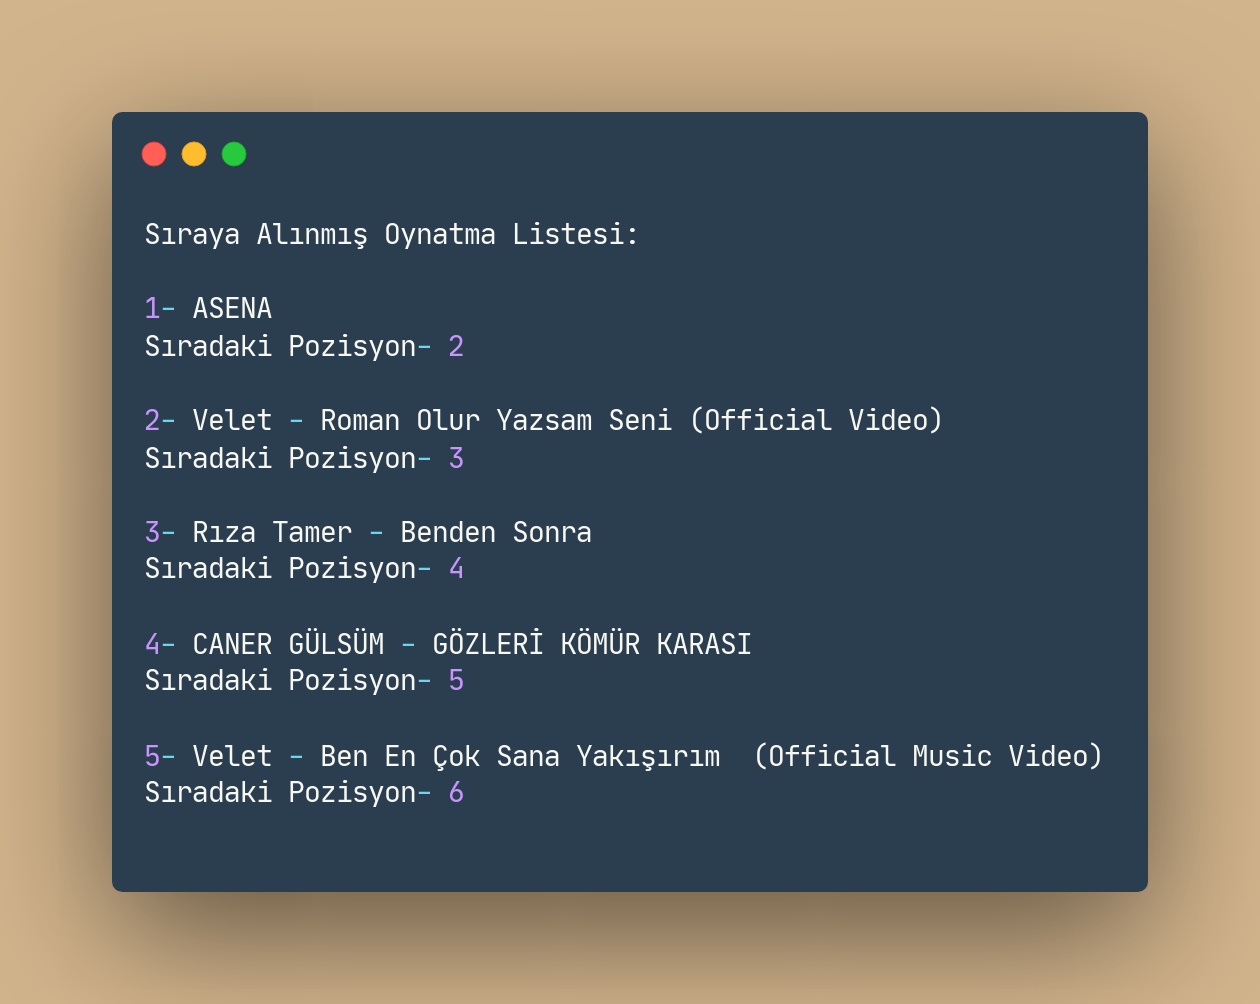 Sıraya Alınmış Oynatma Listesi:
1- ASENA
Sıradaki Pozisyon- 2
2- Velet - Roman Olur Yazsam Seni (Official Video)
Sıradaki Pozisyon- 3
3- Rıza Tamer - Benden Sonra
Sıradaki Pozisyon- 4
4- CANER GÜLSÜM - GÖZLERİ KÖMÜR KARASI
Sıradaki Pozisyon- 5
5- Velet - Ben En Çok Sana Yakışırım  (Official Music Video)
Sıradaki Pozisyon- 6